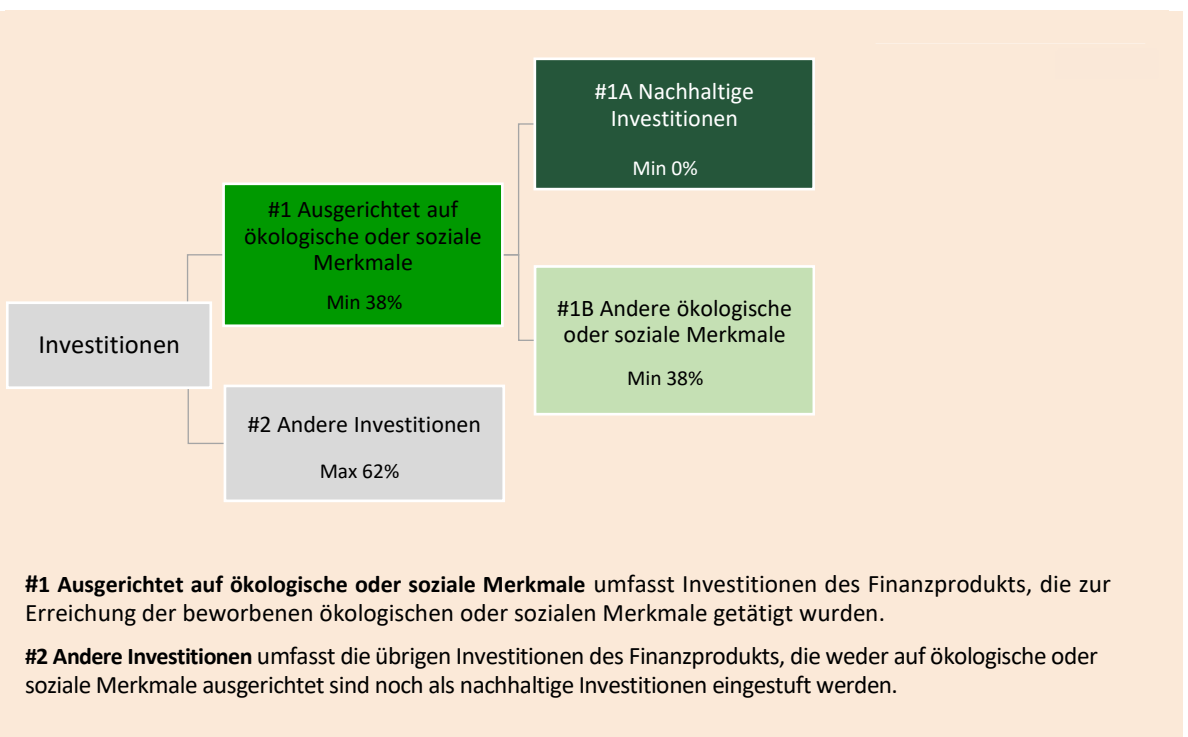 #1A Nachhaltige
Investitionen
Min 0%
#1 Ausgerichtet auf
ökologische oder soziale
Merkmale
Min 38%
#1B Andere ökologische
oder soziale Merkmale
Min 38%
Investitionen
#2 Andere Investitionen
Max 62%
#1 Ausgerichtet auf ökologische oder soziale Merkmale umfasst Investitionen des Finanzprodukts, die zur
Erreichung der beworbenen ökologischen oder sozialen Merkmale getätigt wurden.
#2 Andere Investitionen umfasst die übrigen Investitionen des Finanzprodukts, die weder auf ökologische oder
soziale Merkmale ausgerichtet sind noch als nachhaltige Investitionen eingestuft werden.